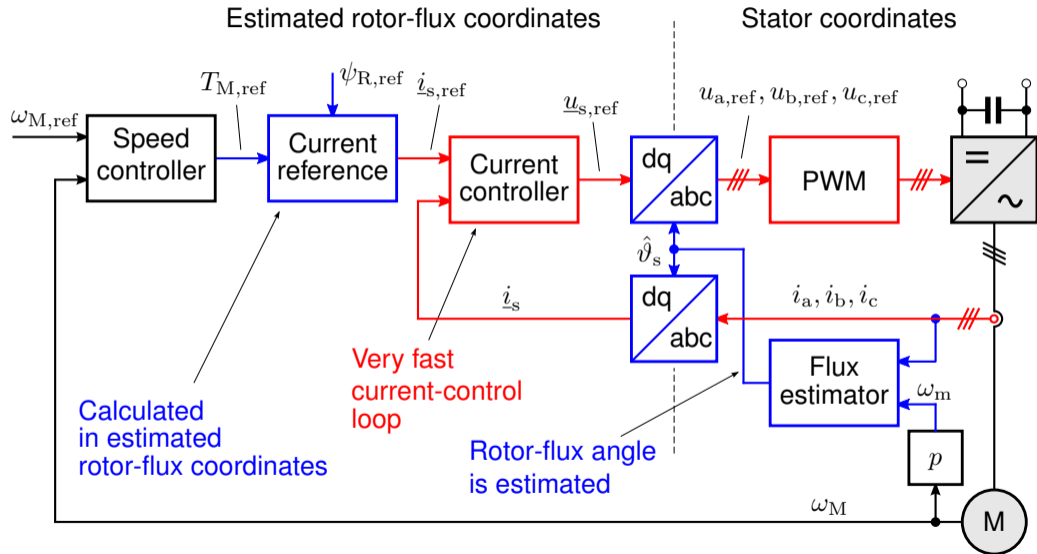 Estimated rotor-flux coordinates
Stator coordinates
ω_M,ref
T_M,ref
ψ_R,ref
i_s,ref
u_s,ref
u_a,ref, u_b,ref, u_c,ref
Speed
controller
Current
reference
Current
controller
dq
abc
PWM
=
~
ϑ̂_s
i_s
dq
abc
i_a, i_b, i_c
Very fast
current-control
loop
Flux
estimator
ω_m
Calculated
in estimated
rotor-flux coordinates
Rotor-flux angle
is estimated
p
ω_M
M